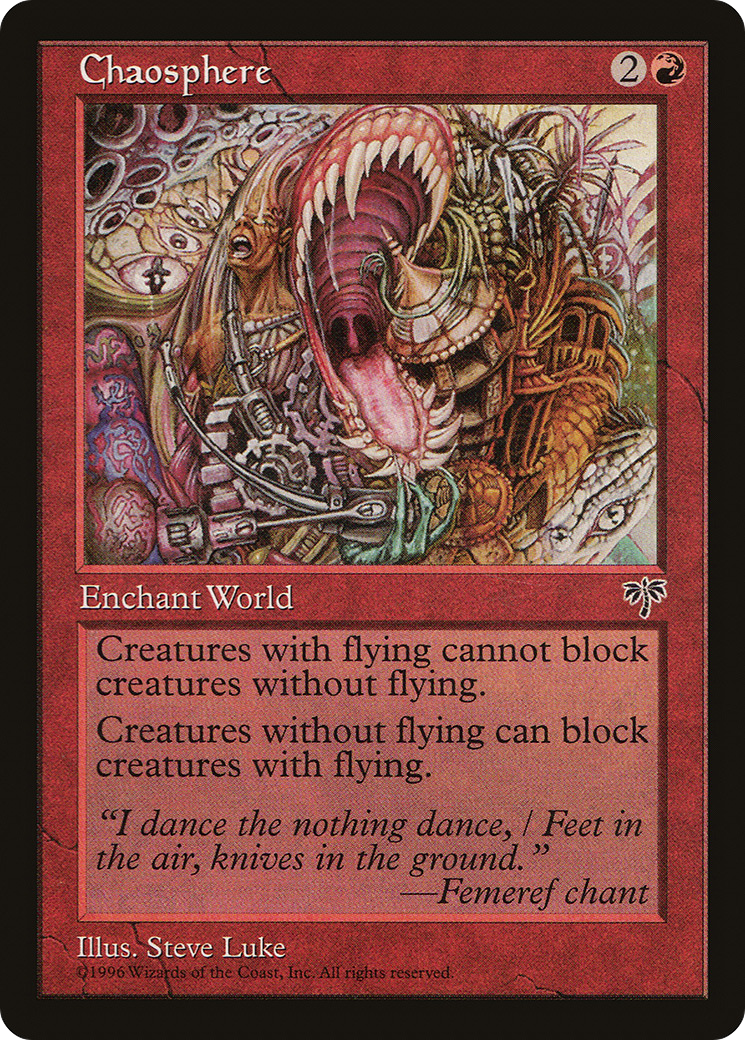 Chaosphere 2
Enchant World
Creatures with flying cannot block
creatures without flying.
Creatures without flying can block
creatures with flying.
“I dance the nothing dance, / Feet in
the air, knives in the ground.”
—Femeref chant
Illus. Steve Luke
©1996 Wizards of the Coast, Inc. All rights reserved.